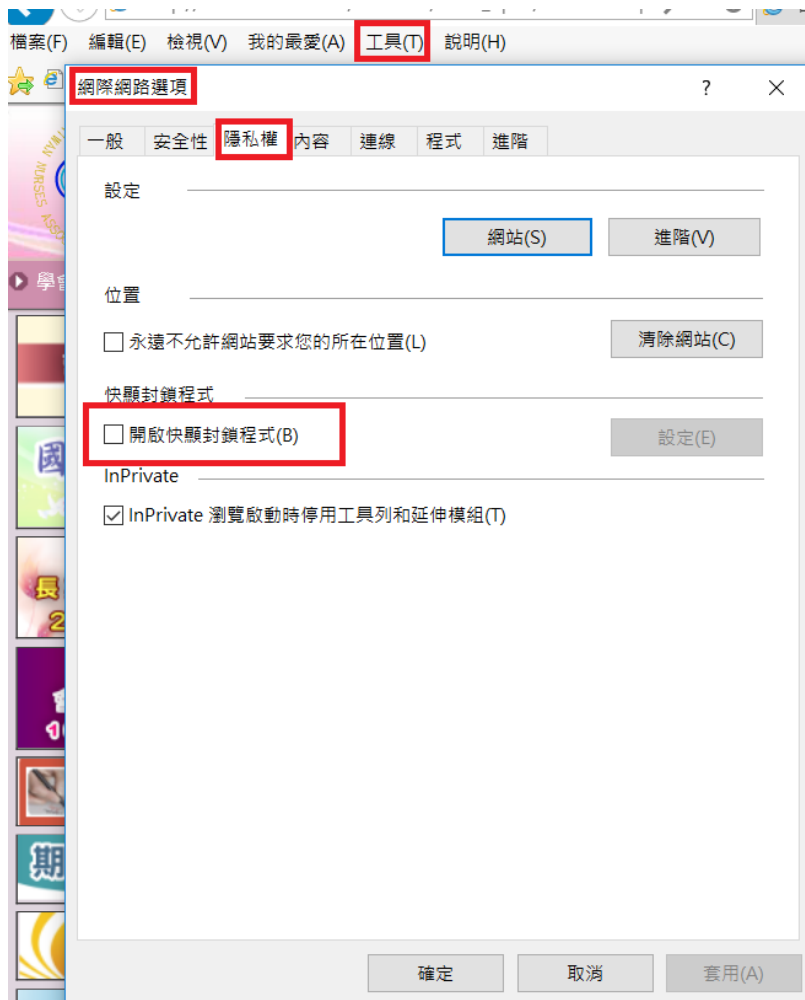 檔案(F) 編輯(E) 檢視(V) 我的最愛(A) 工具(T) 說明(H)
網際網路選項 ?
NURSES
一般 安全性 隱私權 內容 連線 程式 進階
設定
網站(S) 進階(V)
學會
位置
永遠不允許網站要求您的所在位置(L) 清除網站(C)
快顯封鎖程式
開啟快顯封鎖程式(B) 設定(E)
國
InPrivate
InPrivate 瀏覽啟動時停用工具列和延伸模組(T)
長
2
會
1
期
確定 取消 套用(A)